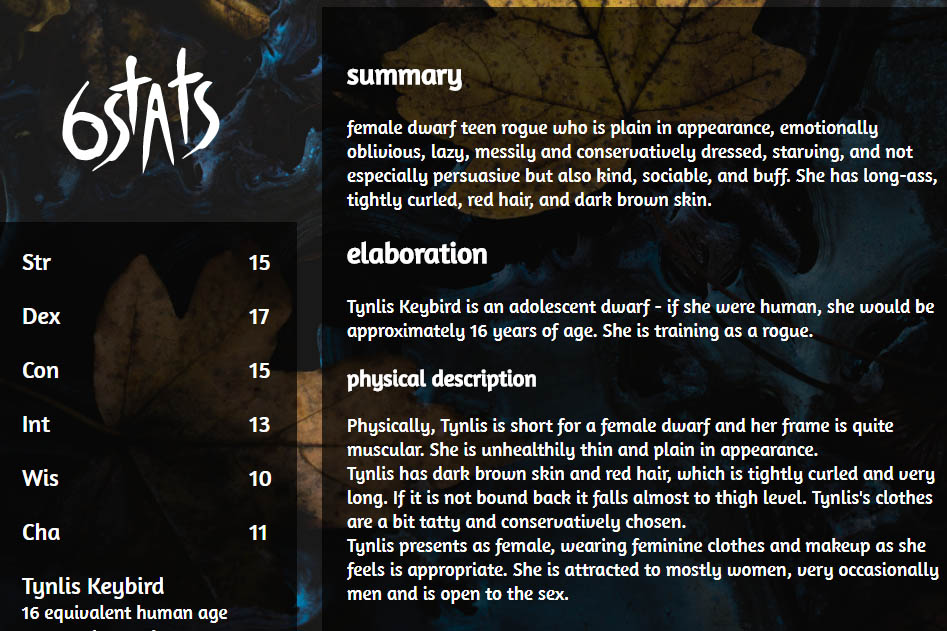 6stats
Str 15
Dex 17
Con 15
Int 13
Wis 10
Cha 11
Tynlis Keybird
16 equivalent human age
summary
female dwarf teen rogue who is plain in appearance, emotionally
oblivious, lazy, messily and conservatively dressed, starving, and not
especially persuasive but also kind, sociable, and buff. She has long-ass,
tightly curled, red hair, and dark brown skin.
elaboration
Tynlis Keybird is an adolescent dwarf - if she were human, she would be
approximately 16 years of age. She is training as a rogue.
physical description
Physically, Tynlis is short for a female dwarf and her frame is quite
muscular. She is unhealthily thin and plain in appearance.
Tynlis has dark brown skin and red hair, which is tightly curled and very
long. If it is not bound back it falls almost to thigh level. Tynlis's clothes
are a bit tatty and conservatively chosen.
Tynlis presents as female, wearing feminine clothes and makeup as she
feels is appropriate. She is attracted to mostly women, very occasionally
men and is open to the sex.